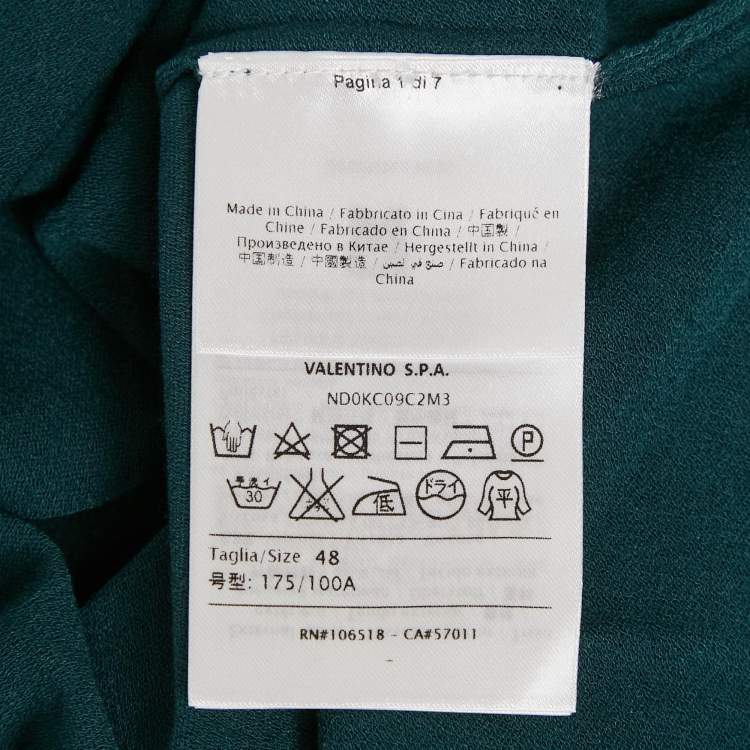 Pagina 1 di 7
Made in China / Fabbricato in Cina / Fabriqué en
Chine / Fabricado en China / 中国製 /
Произведено в Китае / Hergestellt in China /
中国制造 / 中國製造 / صنع في الصين / Fabricado na
China
VALENTINO S.P.A.
ND0KC09C2M3
P
手洗イ
30
低
ドライ
平
Taglia/Size 48
号型: 175/100A
RN#106518 - CA#57011